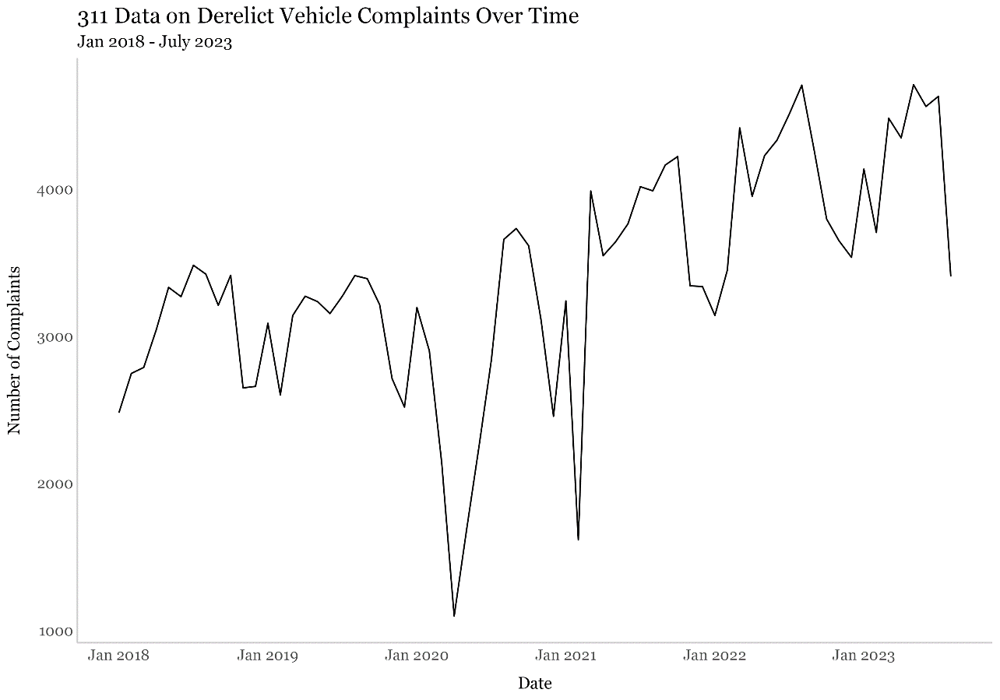 311 Data on Derelict Vehicle Complaints Over Time
Jan 2018 - July 2023
Number of Complaints
4000
3000
2000
1000
Jan 2018 Jan 2019 Jan 2020 Jan 2021 Jan 2022 Jan 2023
Date